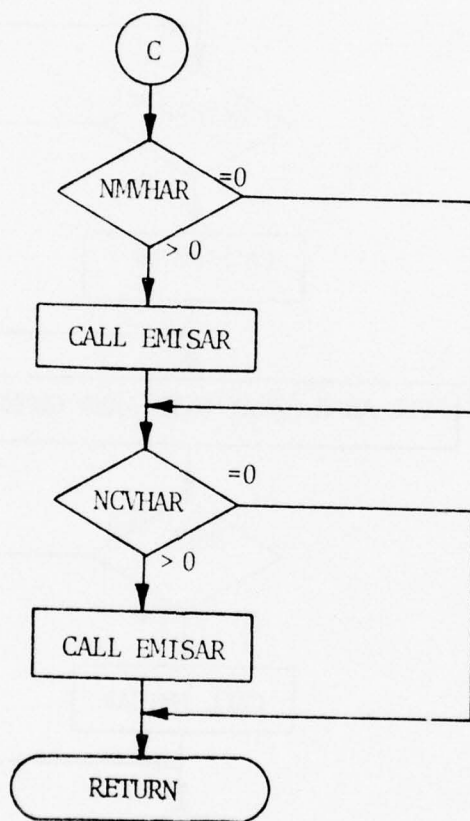 C
NMVHAR
=0
> 0
CALL EMISAR
NCVHAR
=0
> 0
CALL EMISAR
RETURN